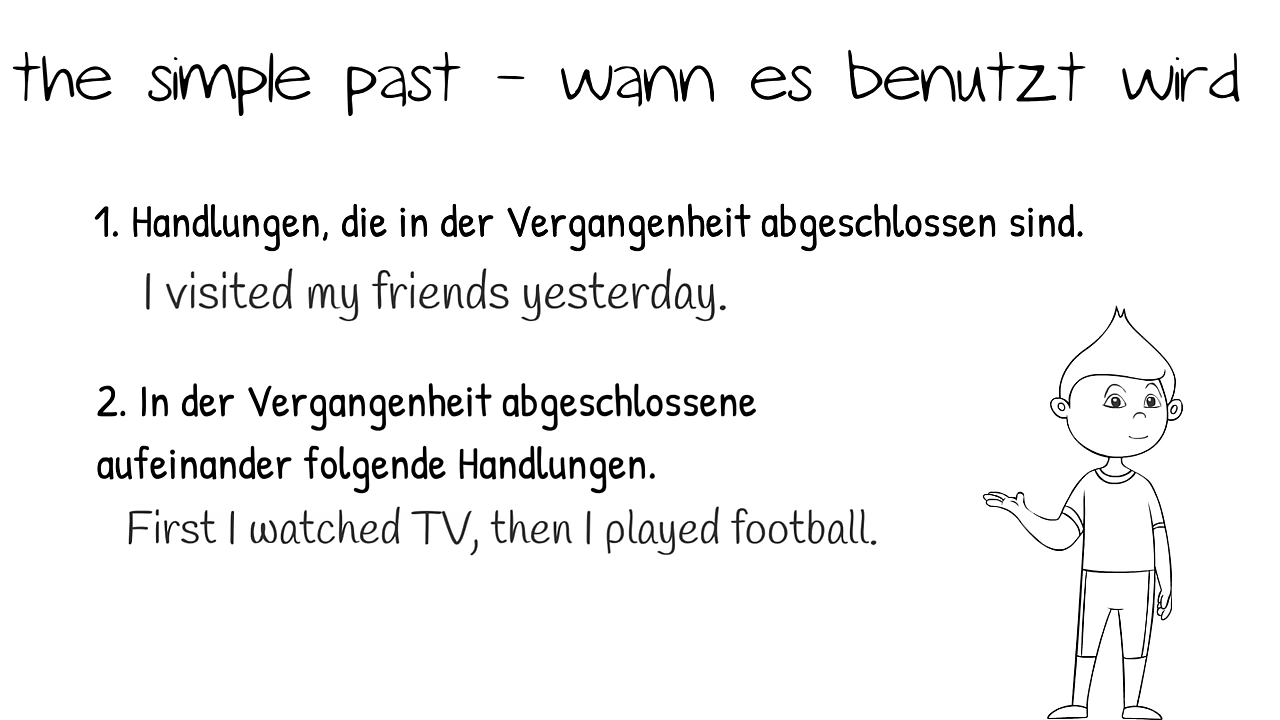 the simple past - wann es benutzt wird
1. Handlungen, die in der Vergangenheit abgeschlossen sind.
I visited my friends yesterday.
2. In der Vergangenheit abgeschlossene
aufeinander folgende Handlungen.
First I watched TV, then I played football.